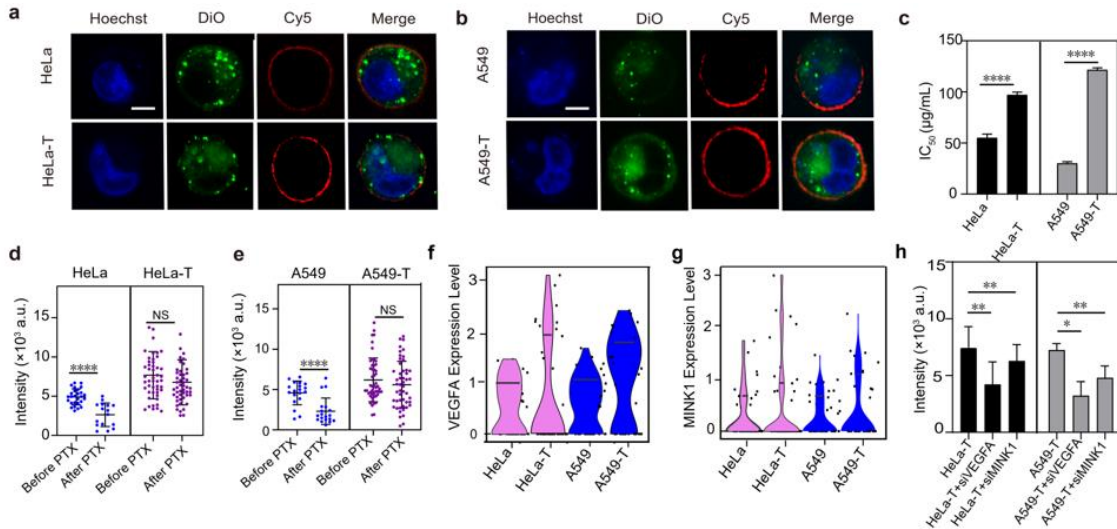 a
Hoechst
DiO
Cy5
Merge
HeLa
HeLa-T
b
Hoechst
DiO
Cy5
Merge
A549
A549-T
c
IC50 (μg/mL)
150
100
50
0
****
****
HeLa
HeLa-T
A549
A549-T
d
HeLa
HeLa-T
Intensity (×10³ a.u.)
15
10
5
0
****
NS
Before PTX
After PTX
Before PTX
After PTX
e
A549
A549-T
Intensity (×10³ a.u.)
15
10
5
0
****
NS
Before PTX
After PTX
Before PTX
After PTX
f
VEGFA Expression Level
3
2
1
0
HeLa
HeLa-T
A549
A549-T
g
MINK1 Expression Level
3
2
1
0
HeLa
HeLa-T
A549
A549-T
h
Intensity (×10³ a.u.)
15
10
5
0
**
**
**
*
HeLa-T
HeLa-T+siVEGFA
HeLa-T+siMINK1
A549-T
A549-T+siVEGFA
A549-T+siMINK1